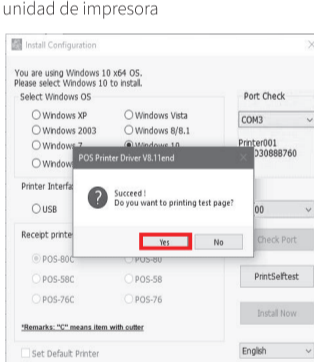 unidad de impresora
Install Configuration
You are using Windows 10 x64 OS.
Please select Windows 10 to install.
Select Windows OS
Port Check
Windows XP
Windows Vista
COM3
Windows 2003
Windows 8/8.1
Windows 7
Windows 10
Printer001
030888760
Window
POS Printer Driver V8.11end
Succeed !
Do you want to printing test page?
Yes
No
Printer Interfa
USB
00
Check Port
Receipt printe
POS-80C
POS-80
POS-58C
POS-58
PrintSelftest
POS-76C
POS-76
Install Now
*Remarks: "C" means item with cutter
Set Default Printer
English